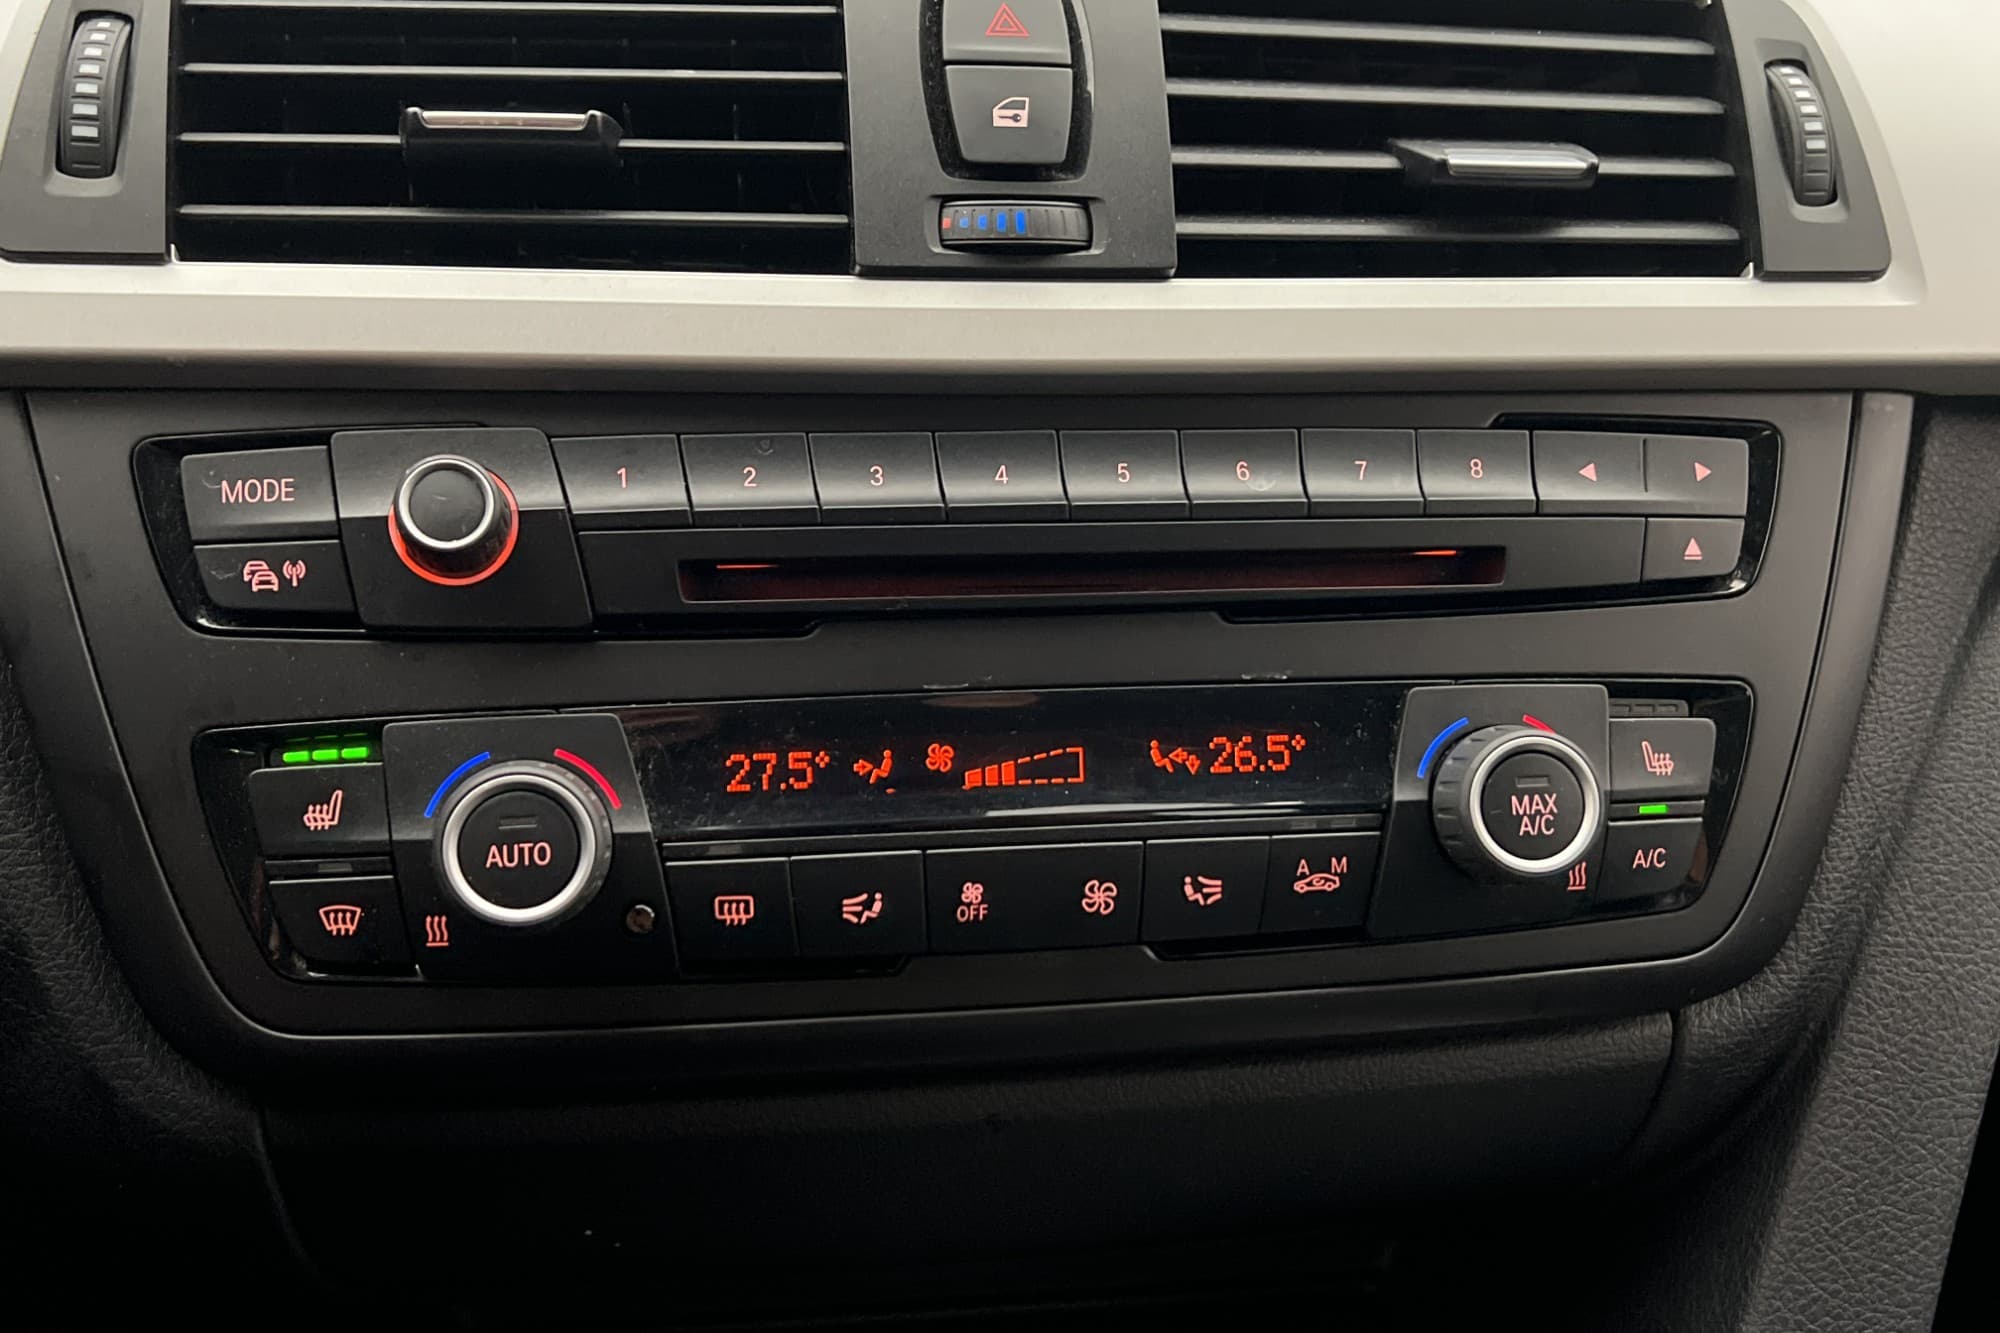 MODE
1 2 3 4 5 6 7 8
27.5° 26.5°
AUTO
MAX
A/C
OFF
A M
A/C